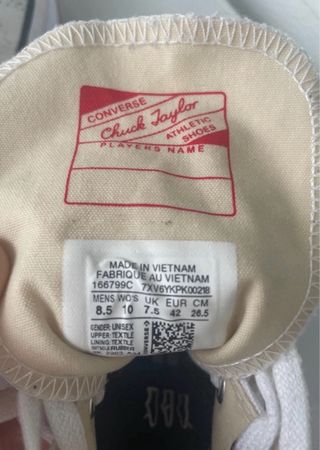 CONVERSE
Chuck Taylor
ATHLETIC
SHOES
PLAYERS NAME
MADE IN VIETNAM
FABRIQUE AU VIETNAM
166799C 7XV6YKPK00218
MENS WO'S UK EUR CM
8.5 10 7.5 42 26.5
GENDER: UNISEX
UPPER: TEXTILE
LINING: TEXTILE
CONVERSE